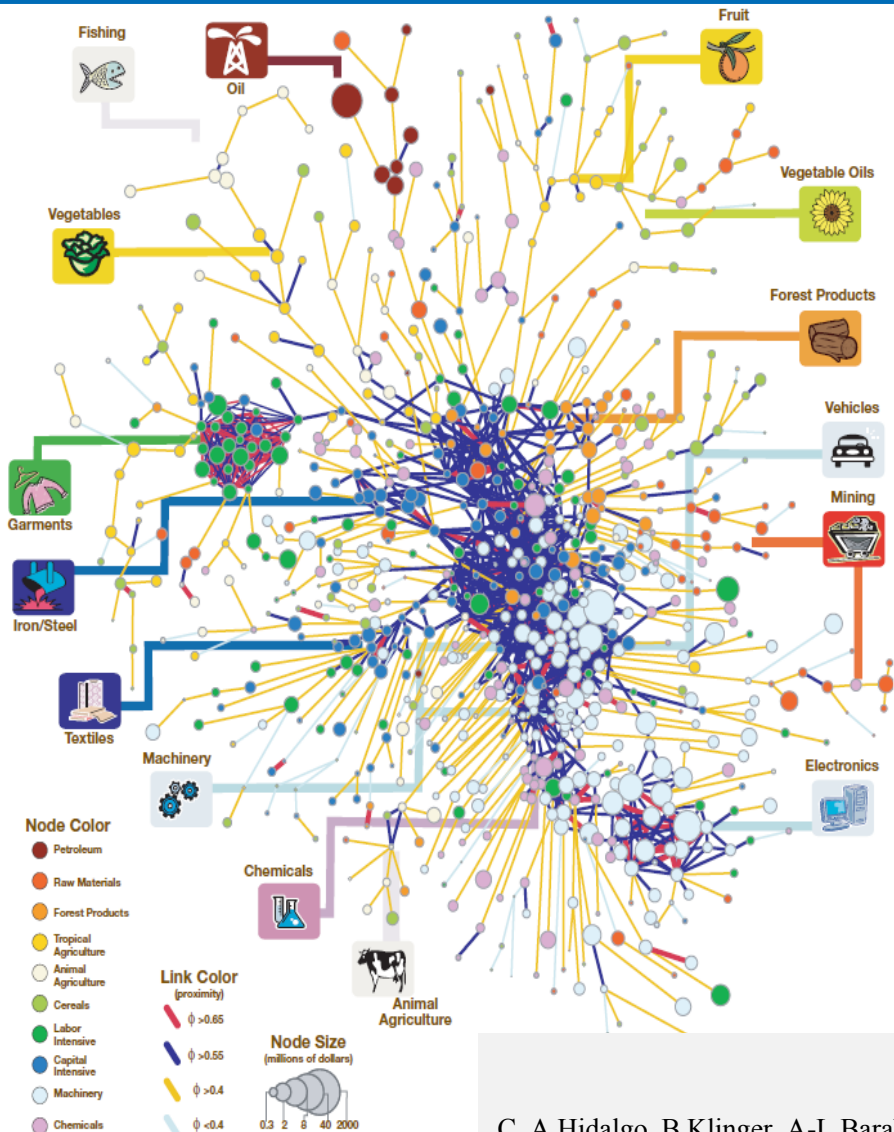 Fishing
Oil
Fruit
Vegetable Oils
Vegetables
Forest Products
Vehicles
Mining
Garments
Iron/Steel
Textiles
Machinery
Electronics
Chemicals
Animal
Agriculture
Node Color
Petroleum
Raw Materials
Forest Products
Tropical
Agriculture
Animal
Agriculture
Cereals
Labor
Intensive
Capital
Intensive
Machinery
Chemicals
Link Color
(proximity)
ϕ >0.65
ϕ >0.55
ϕ >0.4
ϕ <0.4
Node Size
(millions of dollars)
0.3 2 8 40 2000
C. A Hidalgo, B Klinger, A-L Barab